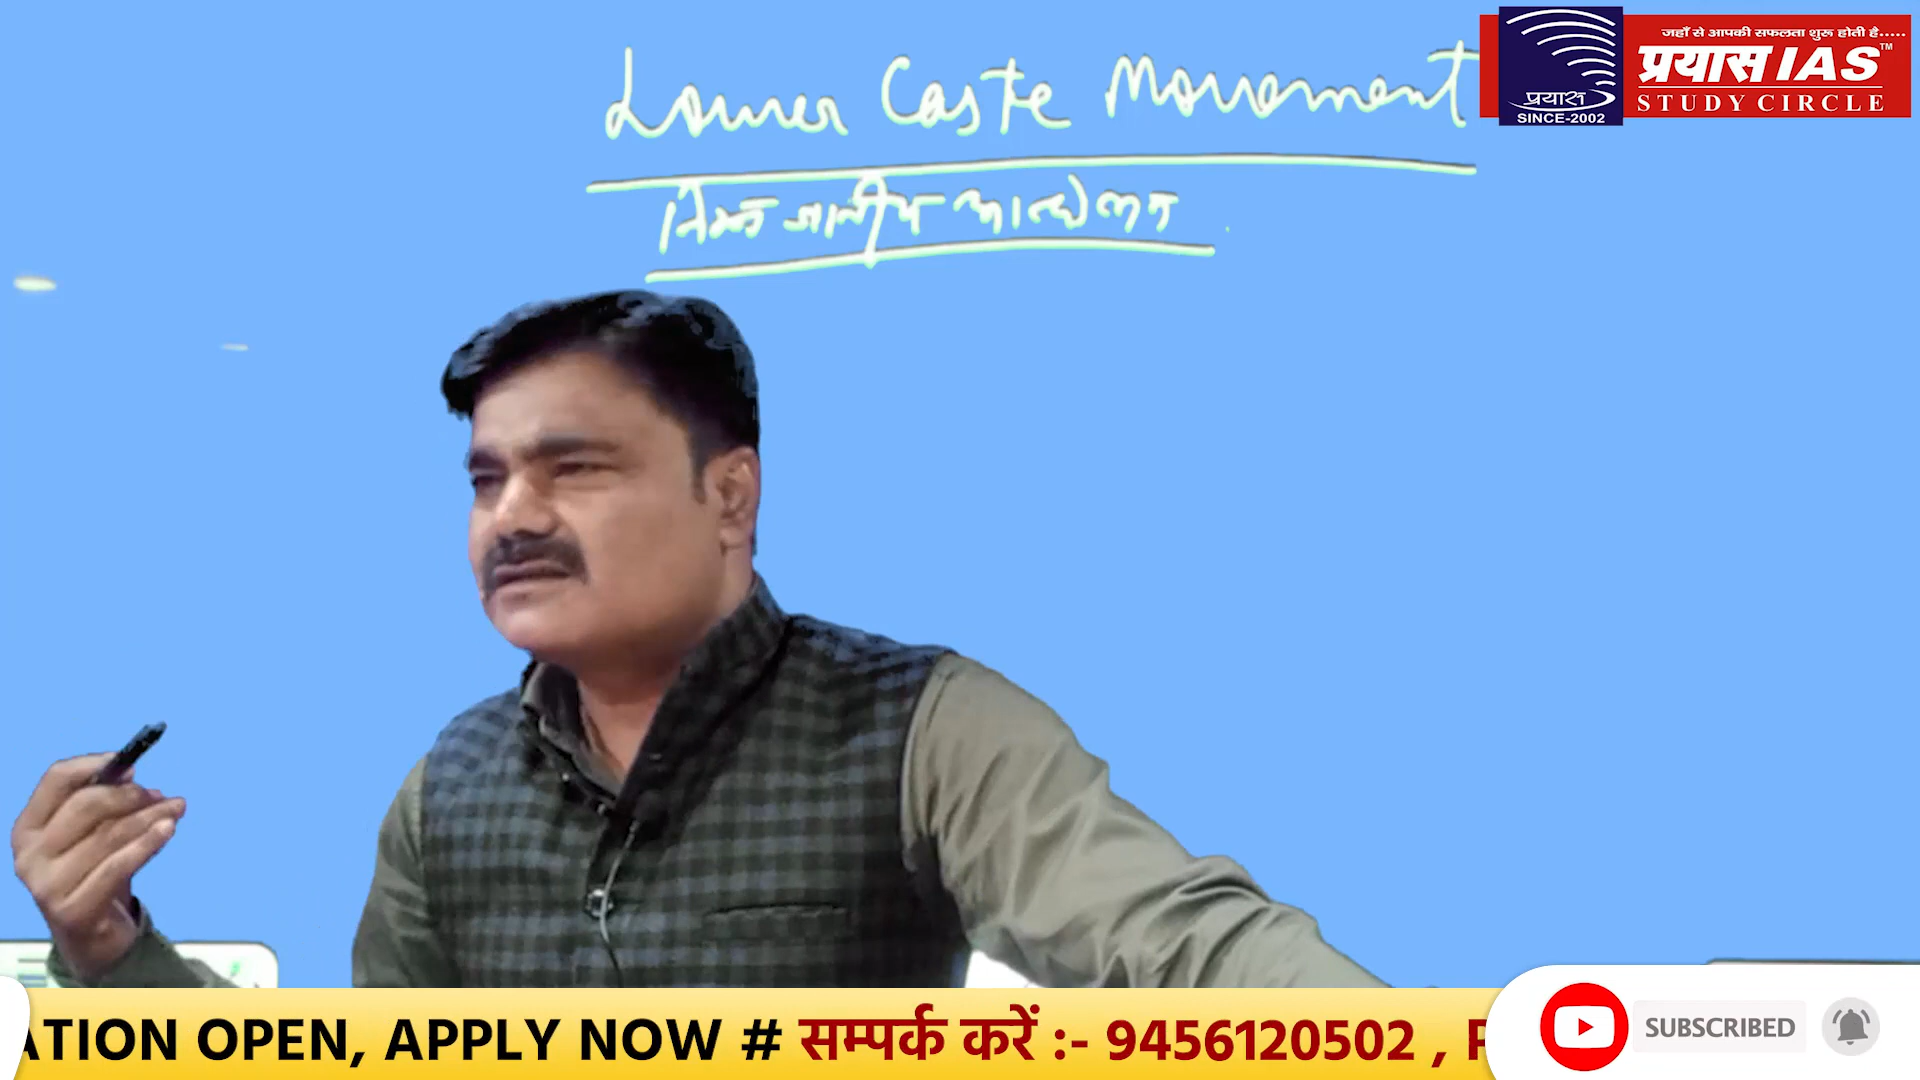 Lower Caste Movement
निम्न जातीय आन्दोलन
जहाँ से आपकी सफलता शुरू होती है.....
प्रयास IAS™
STUDY CIRCLE
प्रयास
SINCE-2002
ATION OPEN, APPLY NOW # सम्पर्क करें :- 9456120502 , P
SUBSCRIBED